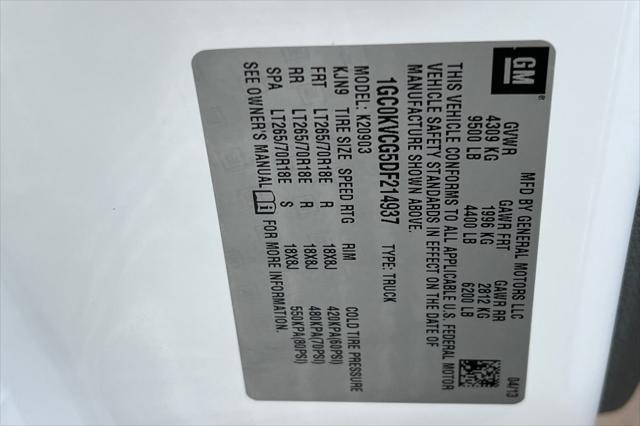 GM
MFD BY GENERAL MOTORS LLC
04/13
GVWR GAWR FRT GAWR RR
4309 KG 1996 KG 2812 KG
9500 LB 4400 LB 6200 LB
THIS VEHICLE CONFORMS TO ALL APPLICABLE U.S. FEDERAL MOTOR
VEHICLE SAFETY STANDARDS IN EFFECT ON THE DATE OF
MANUFACTURE SHOWN ABOVE.
1GC0KVCG5DF214937 TYPE: TRUCK
MODEL: K20903
KJN9 TIRE SIZE SPEED RTG RIM COLD TIRE PRESSURE
FRT LT265/70R18E R 18X8J 420KPA(60PSI)
RR LT265/70R18E R 18X8J 480KPA(70PSI)
SPA LT265/70R18E S 18X8J 550KPA(80PSI)
SEE OWNER'S MANUAL FOR MORE INFORMATION.